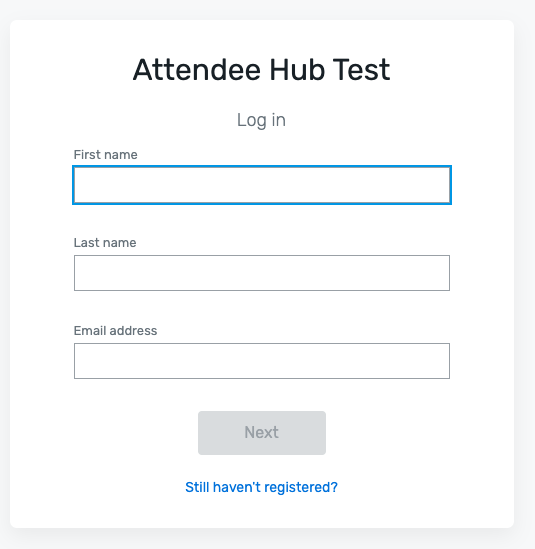 Attendee Hub Test
Log in
First name
Last name
Email address
Next
Still haven't registered?